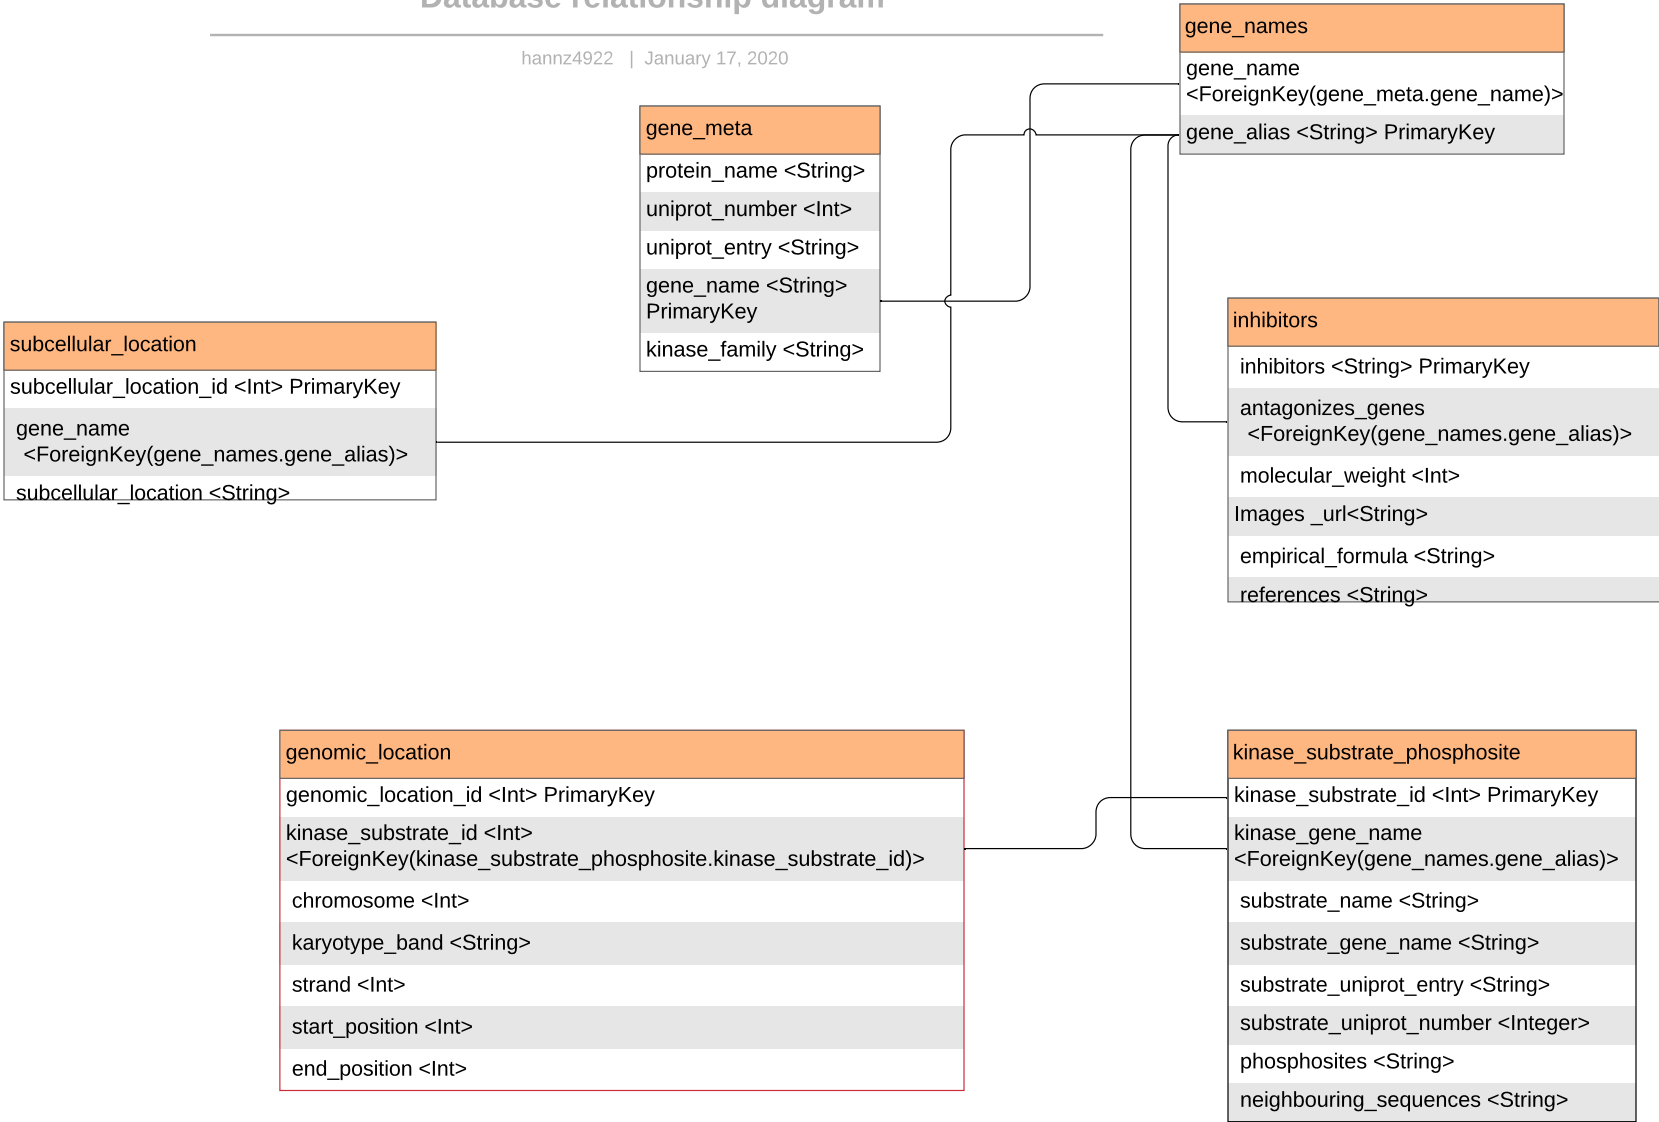 Database relationship diagram
hannz4922 | January 17, 2020
gene_names
gene_name
<ForeignKey(gene_meta.gene_name)>
gene_alias <String> PrimaryKey
gene_meta
protein_name <String>
uniprot_number <Int>
uniprot_entry <String>
gene_name <String>
PrimaryKey
kinase_family <String>
subcellular_location
subcellular_location_id <Int> PrimaryKey
gene_name
<ForeignKey(gene_names.gene_alias)>
subcellular_location <String>
inhibitors
inhibitors <String> PrimaryKey
antagonizes_genes
<ForeignKey(gene_names.gene_alias)>
molecular_weight <Int>
Images _url<String>
empirical_formula <String>
references <String>
genomic_location
genomic_location_id <Int> PrimaryKey
kinase_substrate_id <Int>
<ForeignKey(kinase_substrate_phosphosite.kinase_substrate_id)>
chromosome <Int>
karyotype_band <String>
strand <Int>
start_position <Int>
end_position <Int>
kinase_substrate_phosphosite
kinase_substrate_id <Int> PrimaryKey
kinase_gene_name
<ForeignKey(gene_names.gene_alias)>
substrate_name <String>
substrate_gene_name <String>
substrate_uniprot_entry <String>
substrate_uniprot_number <Integer>
phosphosites <String>
neighbouring_sequences <String>